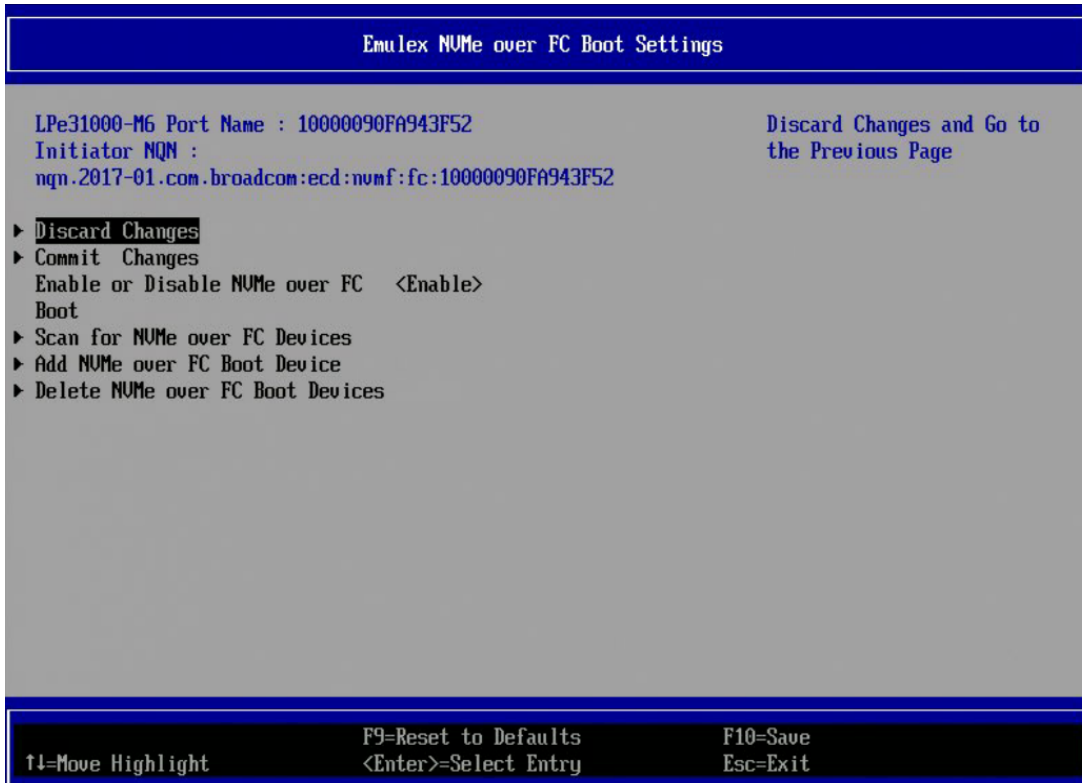 Emulex NVMe over FC Boot Settings
LPe31000-M6 Port Name : 10000090FA943F52
Initiator NQN :
nqn.2017-01.com.broadcom:ecd:nvmf:fc:10000090FA943F52
Discard Changes and Go to
the Previous Page
Discard Changes
Commit  Changes
Enable or Disable NVMe over FC <Enable>
Boot
Scan for NVMe over FC Devices
Add NVMe over FC Boot Device
Delete NVMe over FC Boot Devices
F9=Reset to Defaults F10=Save
↑↓=Move Highlight <Enter>=Select Entry Esc=Exit